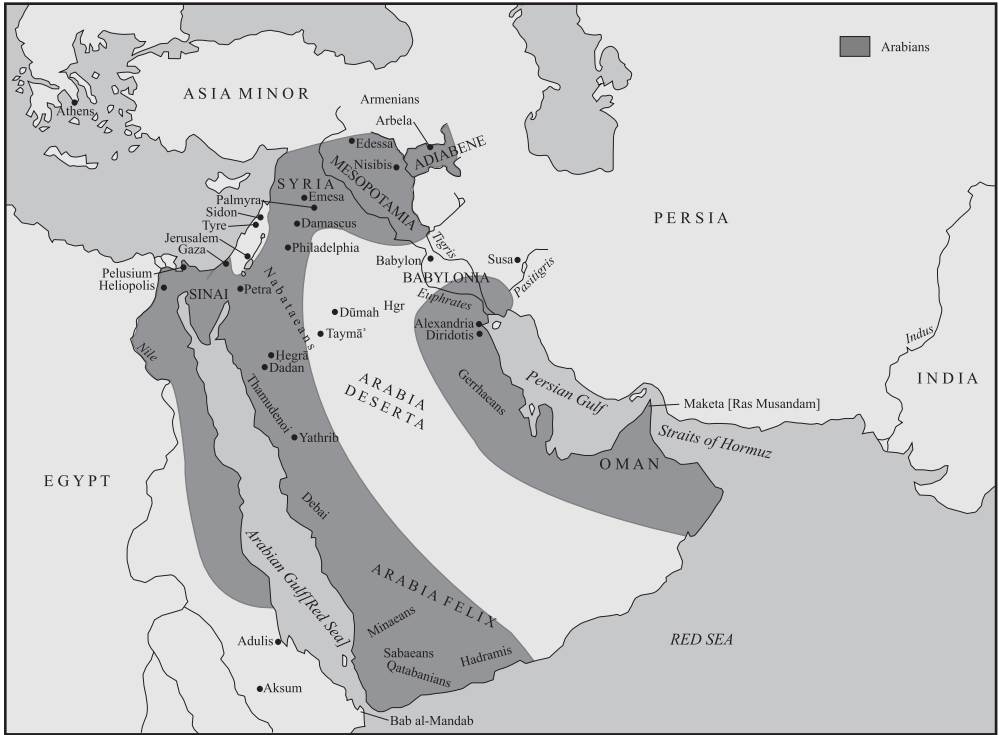 Arabians
ASIA MINOR
Armenians
Arbela
Athens
Edessa
ADIABENE
Nisibis
MESOPOTAMIA
SYRIA
Emesa
Palmyra
Sidon
Tyre
Damascus
PERSIA
Jerusalem
Gaza
Philadelphia
Tigris
Babylon
Susa
Pelusium
Heliopolis
BABYLONIA
Pasitigris
SINAI
Petra
Nabataeans
Euphrates
Dūmah
Hgr
Alexandria
Diridotis
Taymāʾ
Indus
Nile
Ḥegrā
Dadan
Persian Gulf
INDIA
Gerrhaeans
ARABIA
DESERTA
Thamudenoi
Maketa [Ras Musandam]
Yathrib
Straits of Hormuz
OMAN
EGYPT
Debai
Arabian Gulf[Red Sea]
ARABIA FELIX
Minaeans
Adulis
RED SEA
Sabaeans
Hadramis
Qatabanians
Aksum
Bab al-Mandab